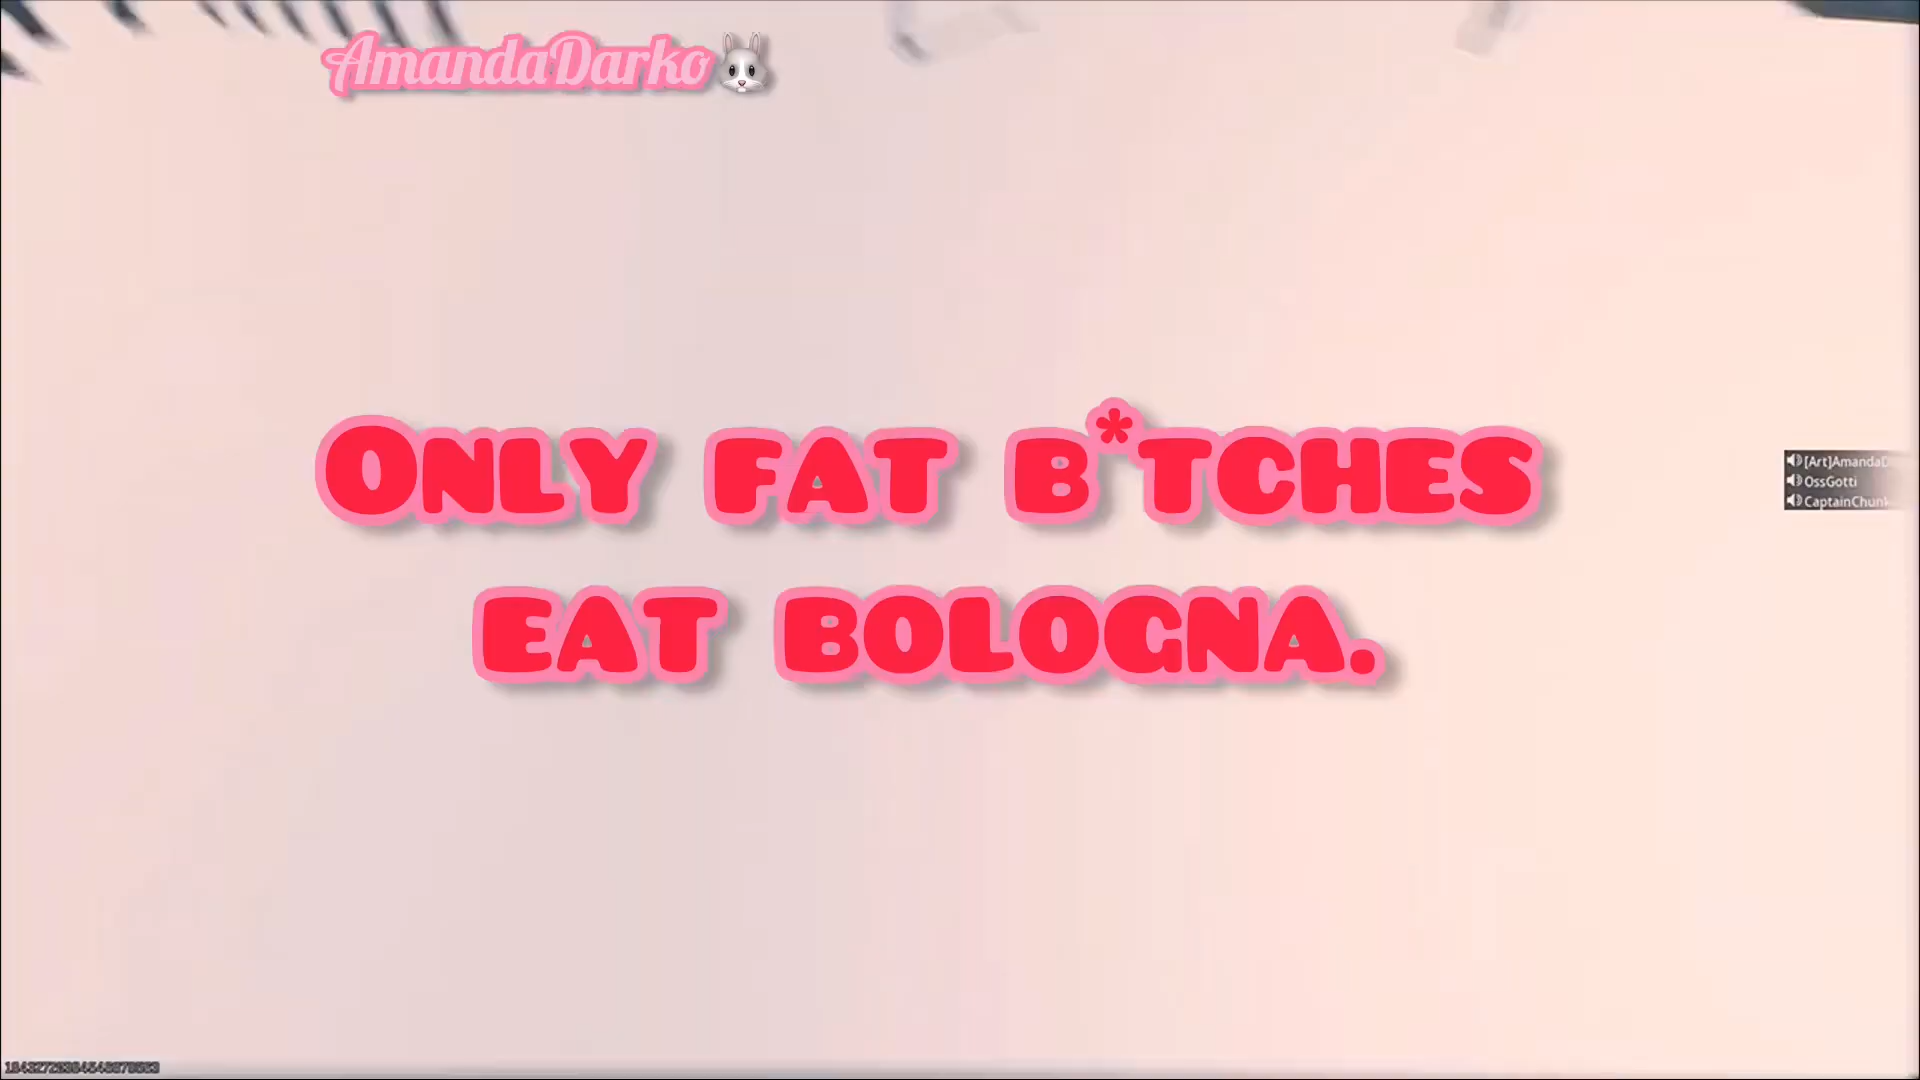 AmandaDarko🐰
Only fat b*tches
eat bologna.
[Art]AmandaD
OssGotti
CaptainChunk